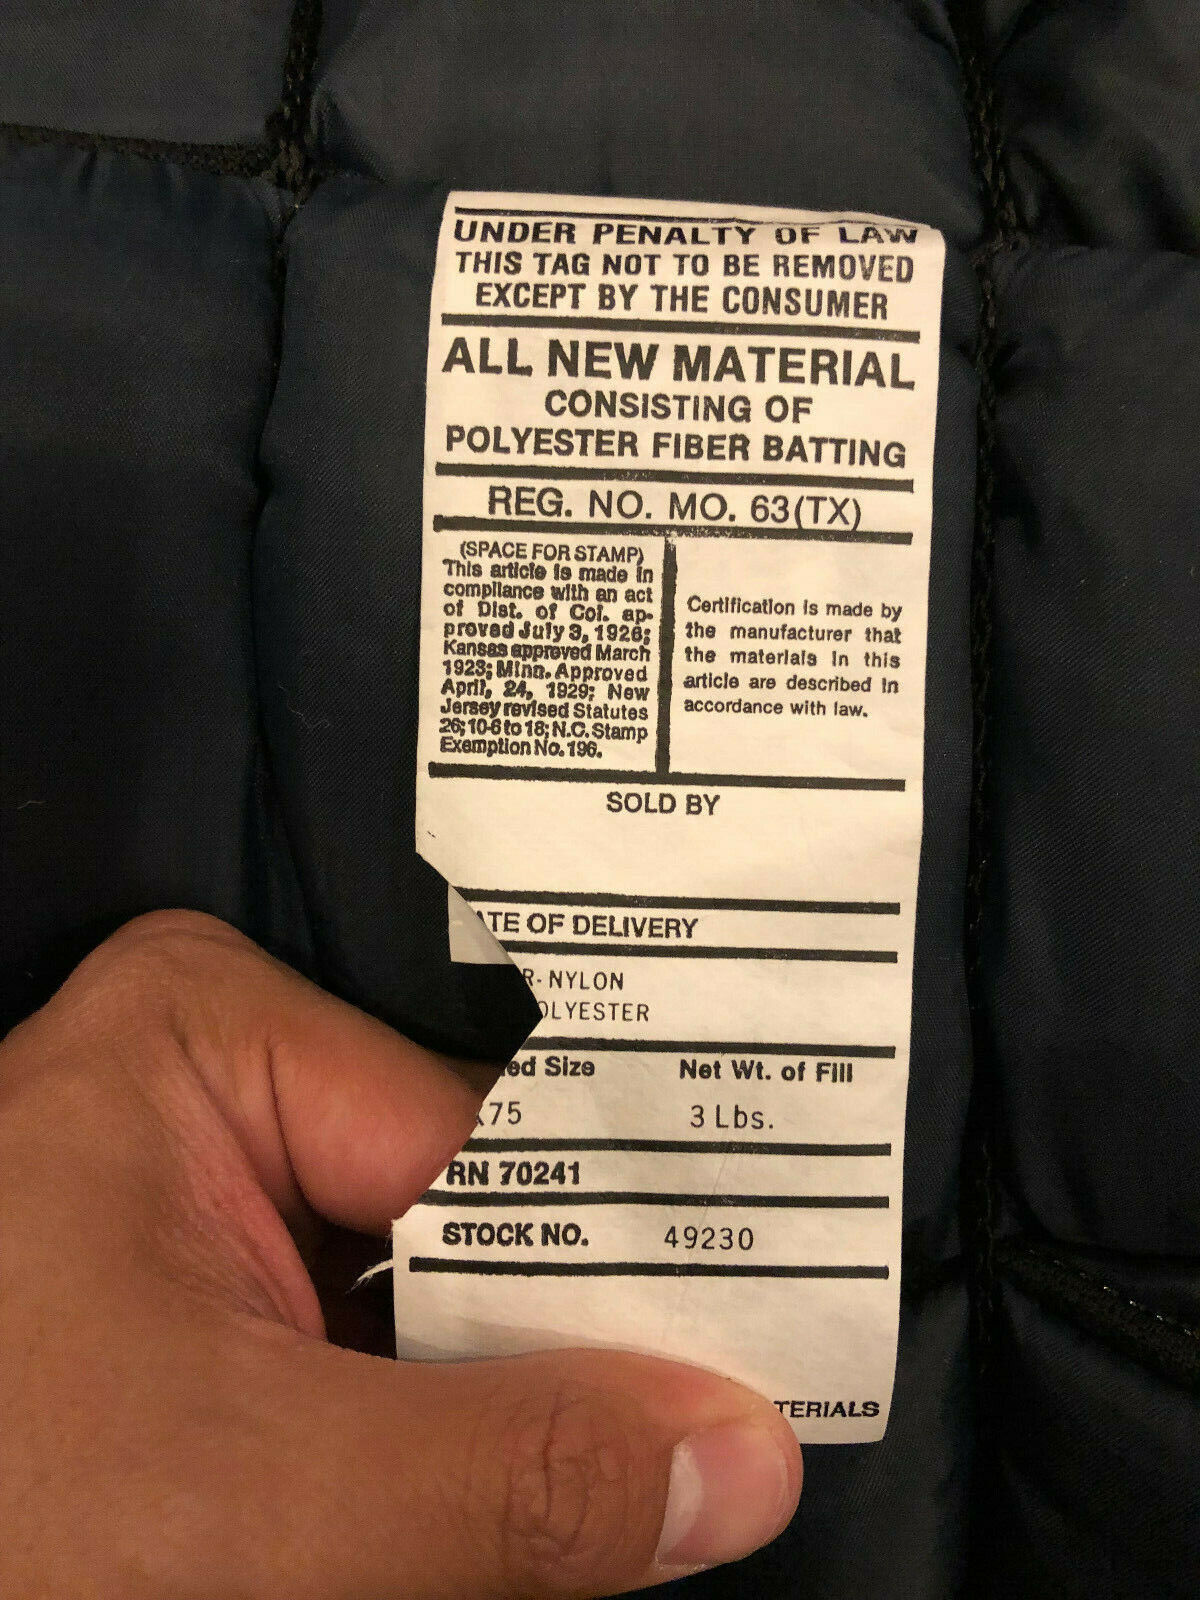 UNDER PENALTY OF LAW
THIS TAG NOT TO BE REMOVED
EXCEPT BY THE CONSUMER
ALL NEW MATERIAL
CONSISTING OF
POLYESTER FIBER BATTING
REG. NO. MO. 63(TX)
(SPACE FOR STAMP)
This article is made in
compliance with an act
of Dist. of Col. ap-
proved July 3, 1926;
Kansas approved March
1923; Minn. Approved
April, 24, 1929; New
Jersey revised Statutes
26; 10-6 to 18; N.C. Stamp
Exemption No. 196.
Certification is made by
the manufacturer that
the materials in this
article are described in
accordance with law.
SOLD BY
ATE OF DELIVERY
R-NYLON
OLYESTER
ed Size Net Wt. of Fill
75 3 Lbs.
RN 70241
STOCK NO. 49230
TERIALS